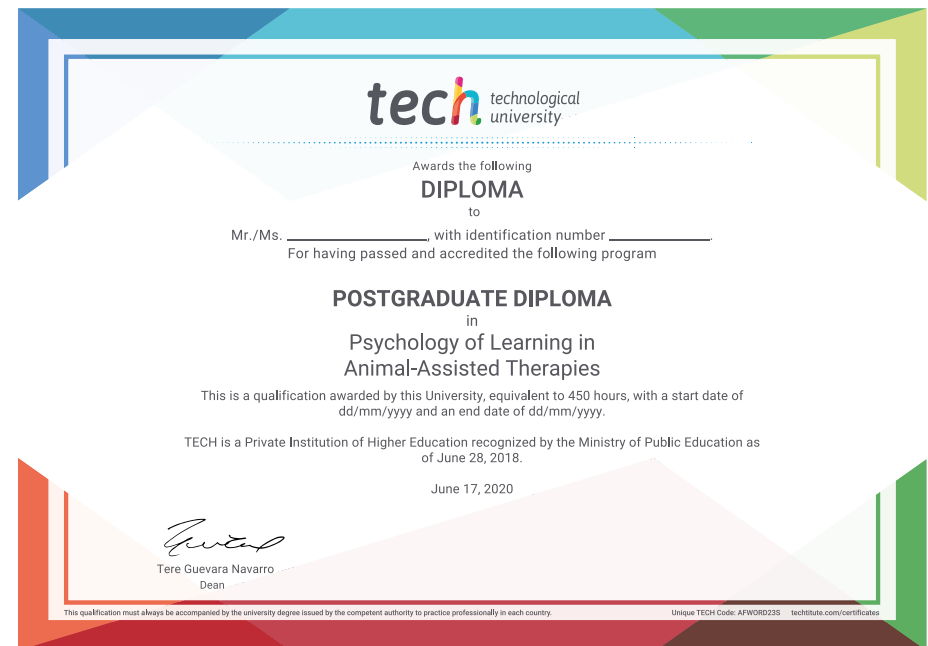 tech technological
university
Awards the following
DIPLOMA
to
Mr./Ms. ______________, with identification number __________.
For having passed and accredited the following program
POSTGRADUATE DIPLOMA
in
Psychology of Learning in
Animal-Assisted Therapies
This is a qualification awarded by this University, equivalent to 450 hours, with a start date of
dd/mm/yyyy and an end date of dd/mm/yyyy.
TECH is a Private Institution of Higher Education recognized by the Ministry of Public Education as
of June 28, 2018.
June 17, 2020
Tere Guevara Navarro
Dean
This qualification must always be accompanied by the university degree issued by the competent authority to practice professionally in each country.
Unique TECH Code: AFWORD23S techtitute.com/certificates